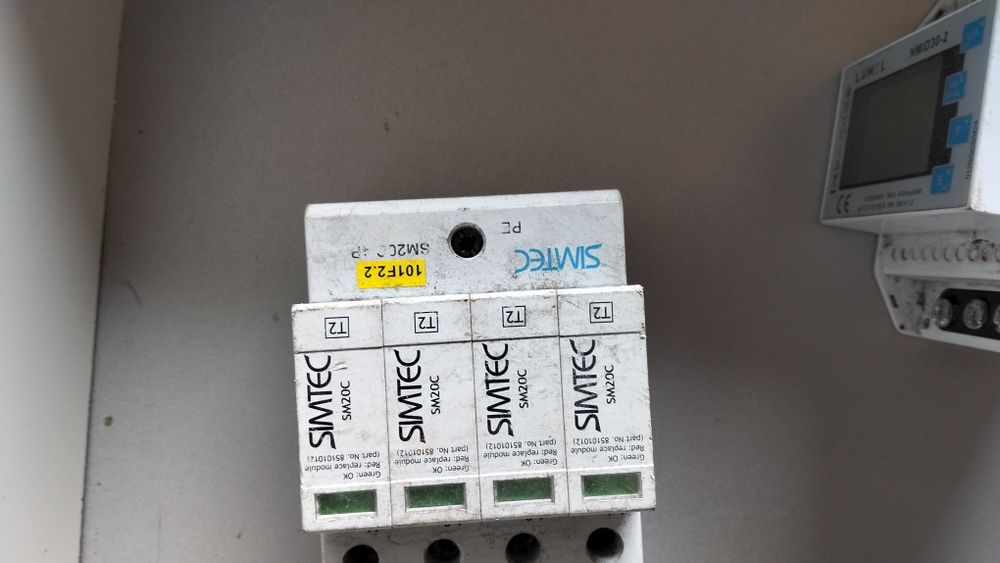 PE
SIMTEC
SM20C 4P
101F2.2
T2
SIMTEC
SM20C
Green: OK
Red: replace module
(part No. 85101012)
T2
SIMTEC
SM20C
Green: OK
Red: replace module
(part No. 85101012)
T2
SIMTEC
SM20C
Green: OK
Red: replace module
(part No. 85101012)
T2
SIMTEC
SM20C
Green: OK
Red: replace module
(part No. 85101012)
LUMEL
NMID30-2
P
E
CE